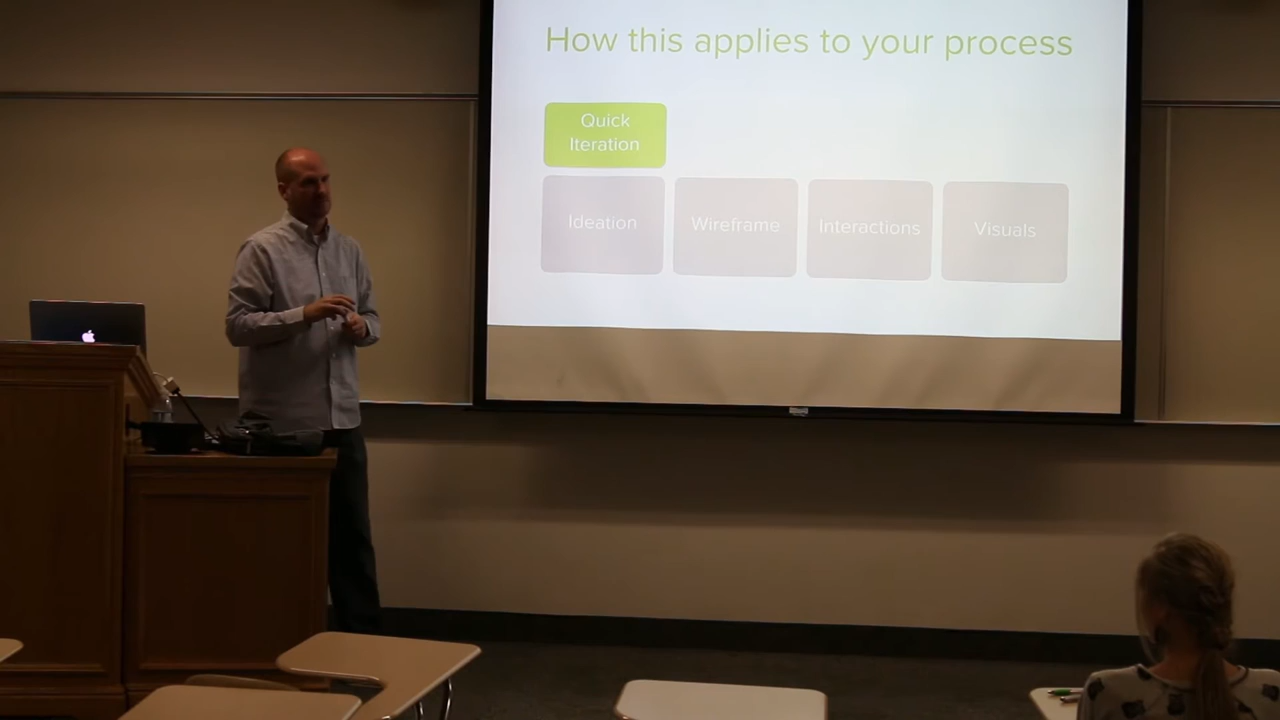 How this applies to your process
Quick
Iteration
Ideation
Wireframe
Interactions
Visuals